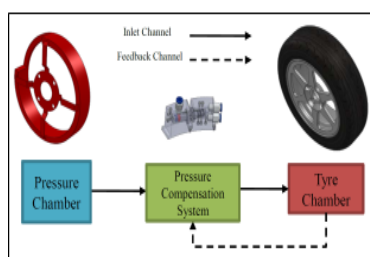 Inlet Channel
Feedback Channel
Pressure
Chamber
Pressure
Compensation
System
Tyre
Chamber